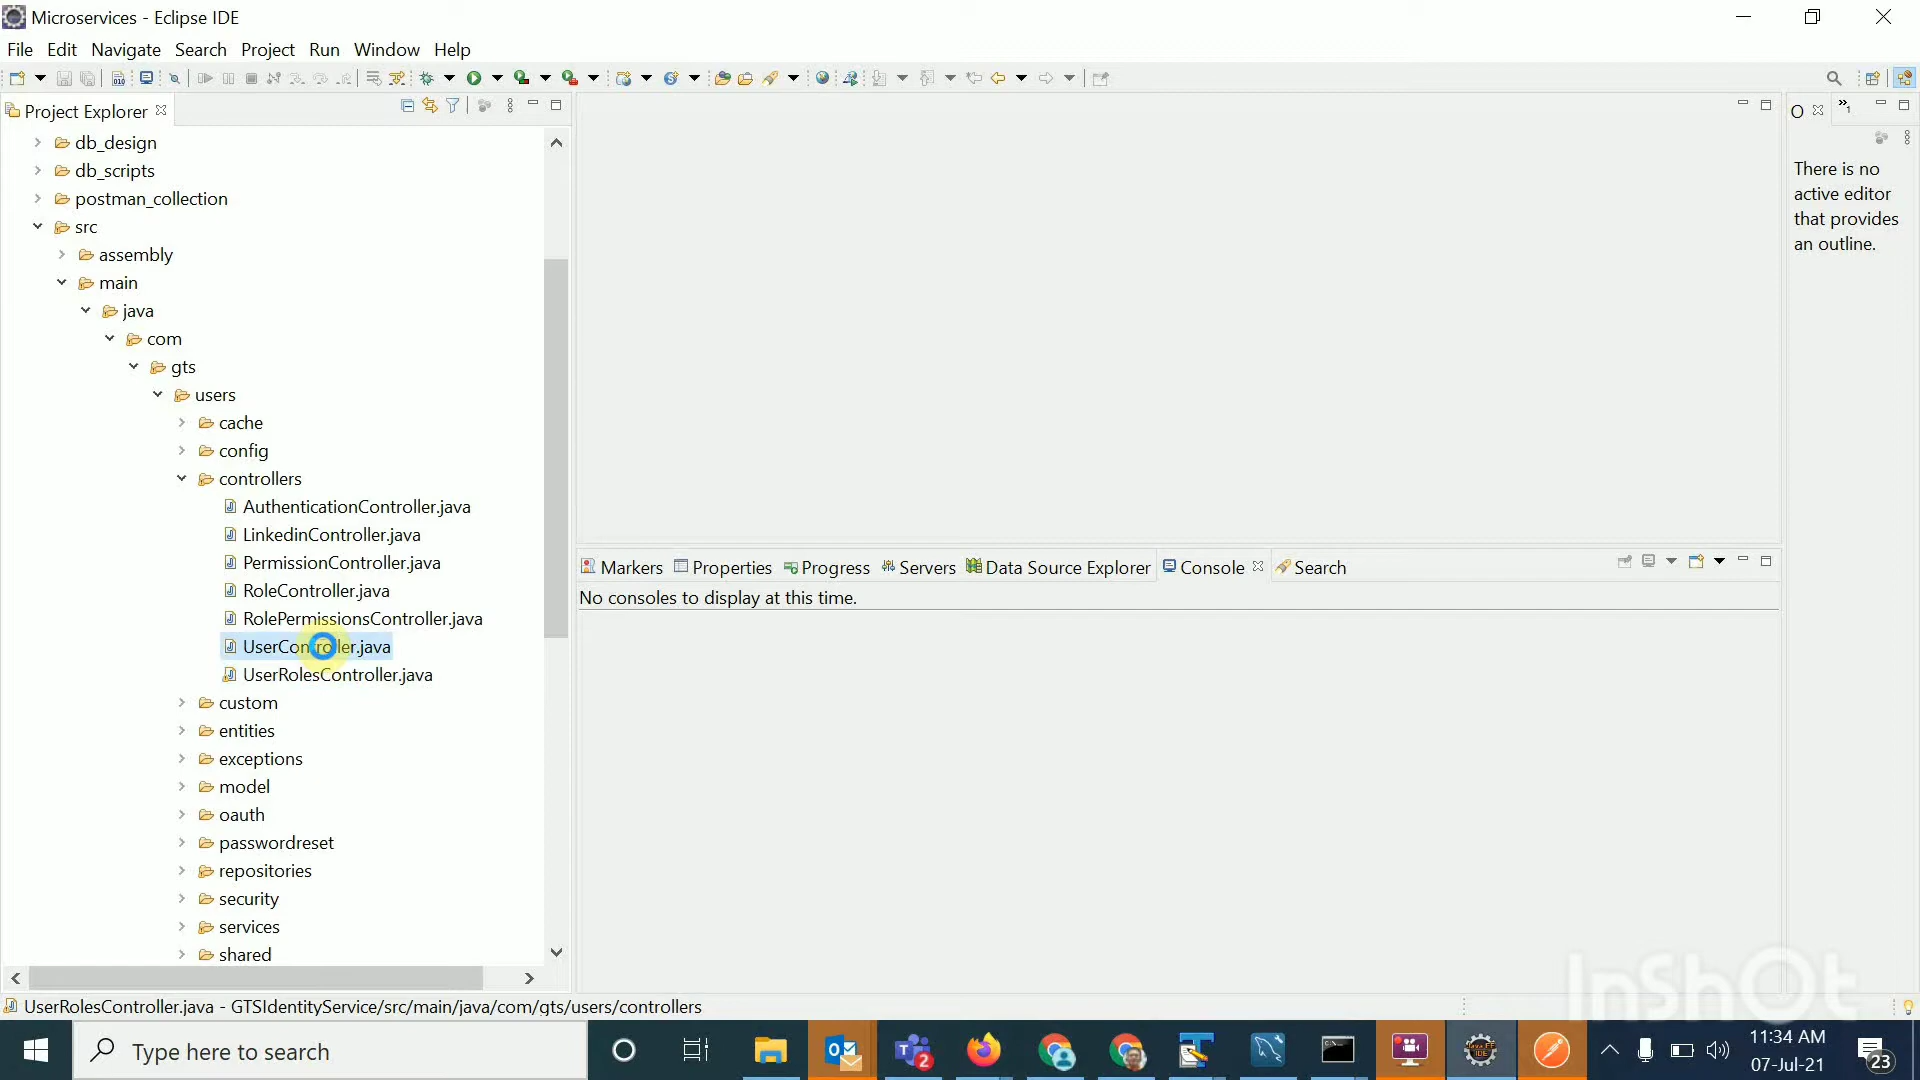 Microservices - Eclipse IDE
File Edit Navigate Search Project Run Window Help
Project Explorer
db_design
db_scripts
postman_collection
src
assembly
main
java
com
gts
users
cache
config
controllers
AuthenticationController.java
LinkedinController.java
PermissionController.java
RoleController.java
RolePermissionsController.java
UserController.java
UserRolesController.java
custom
entities
exceptions
model
oauth
passwordreset
repositories
security
services
shared
O
There is no
active editor
that provides
an outline.
Markers Properties Progress Servers Data Source Explorer Console Search
No consoles to display at this time.
InShOt
UserRolesController.java - GTSIdentityService/src/main/java/com/gts/users/controllers
Type here to search
2
11:34 AM
07-Jul-21
23